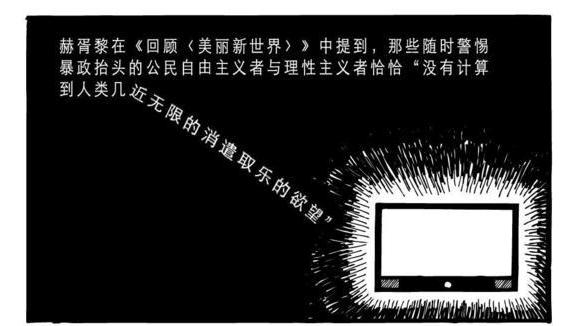 赫胥黎在《回顾〈美丽新世界〉》中提到，那些随时警惕
暴政抬头的公民自由主义者与理性主义者恰恰“没有计算
到人类几近无限的消遣取乐的欲望”